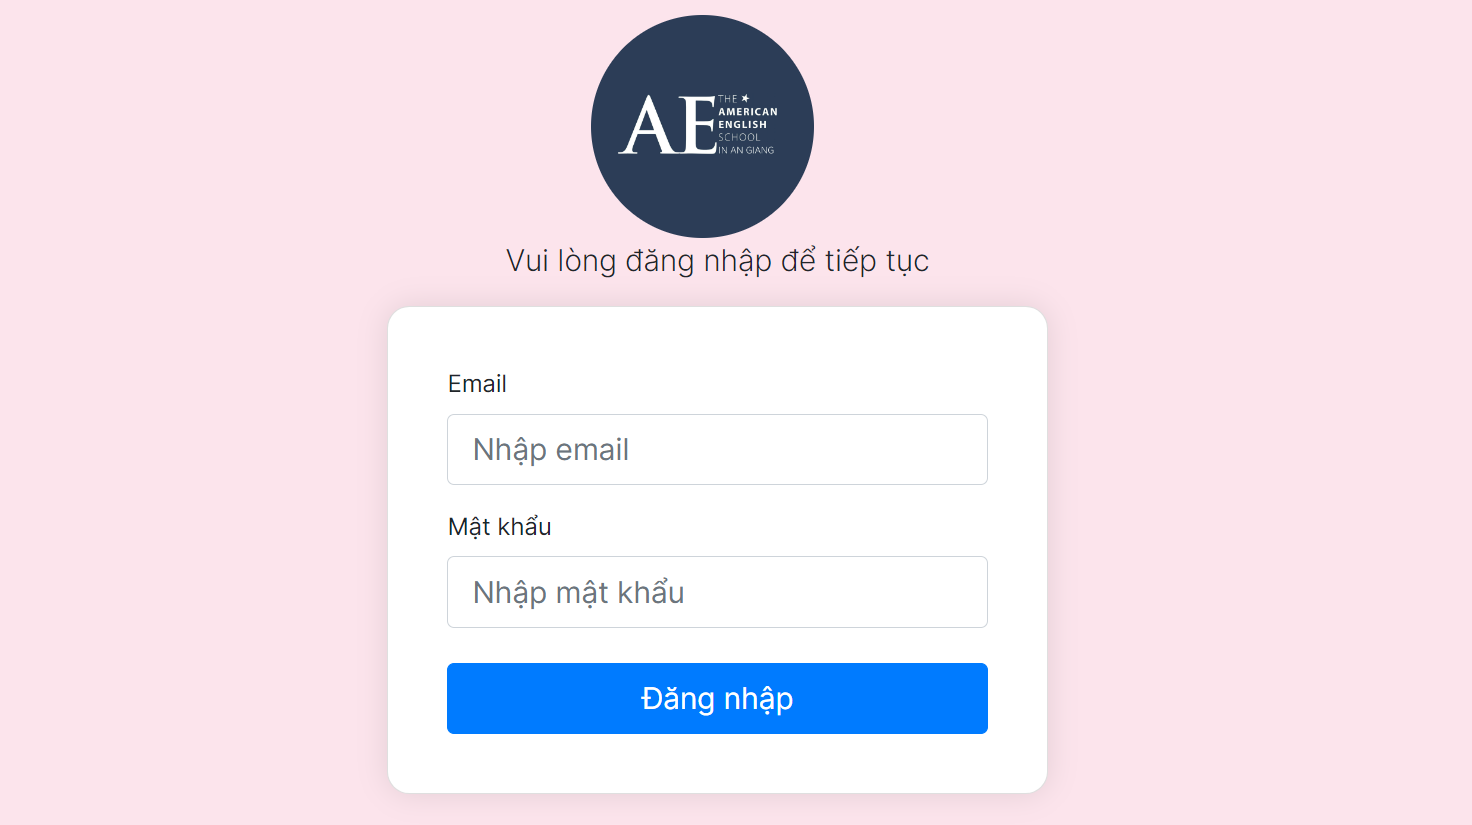 AE
THE
AMERICAN
ENGLISH
SCHOOL
IN AN GIANG
Vui lòng đăng nhập để tiếp tục
Email
Nhập email
Mật khẩu
Nhập mật khẩu
Đăng nhập